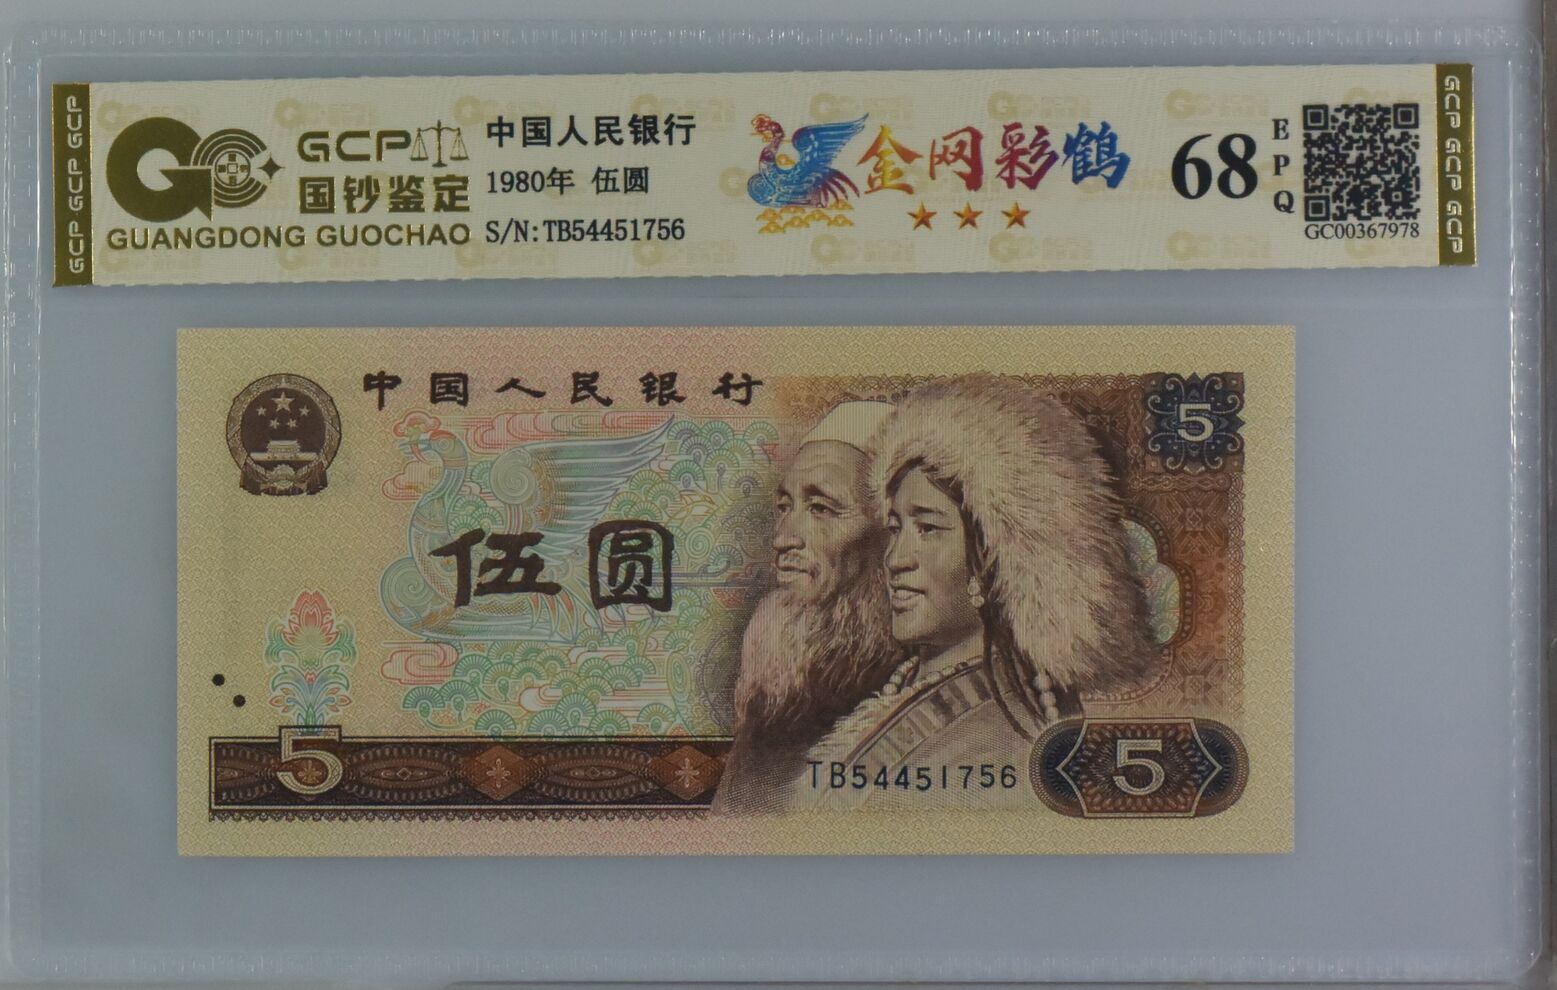 GCP GCP GCP
GCP
国钞鉴定
GUANGDONG GUOCHAO
中国人民银行
1980年 伍圆
S/N:TB54451756
金网彩鹤
68
EPQ
GC00367978
GCP GCP GCP
中国人民银行
5
伍圆
5
TB54451756
5